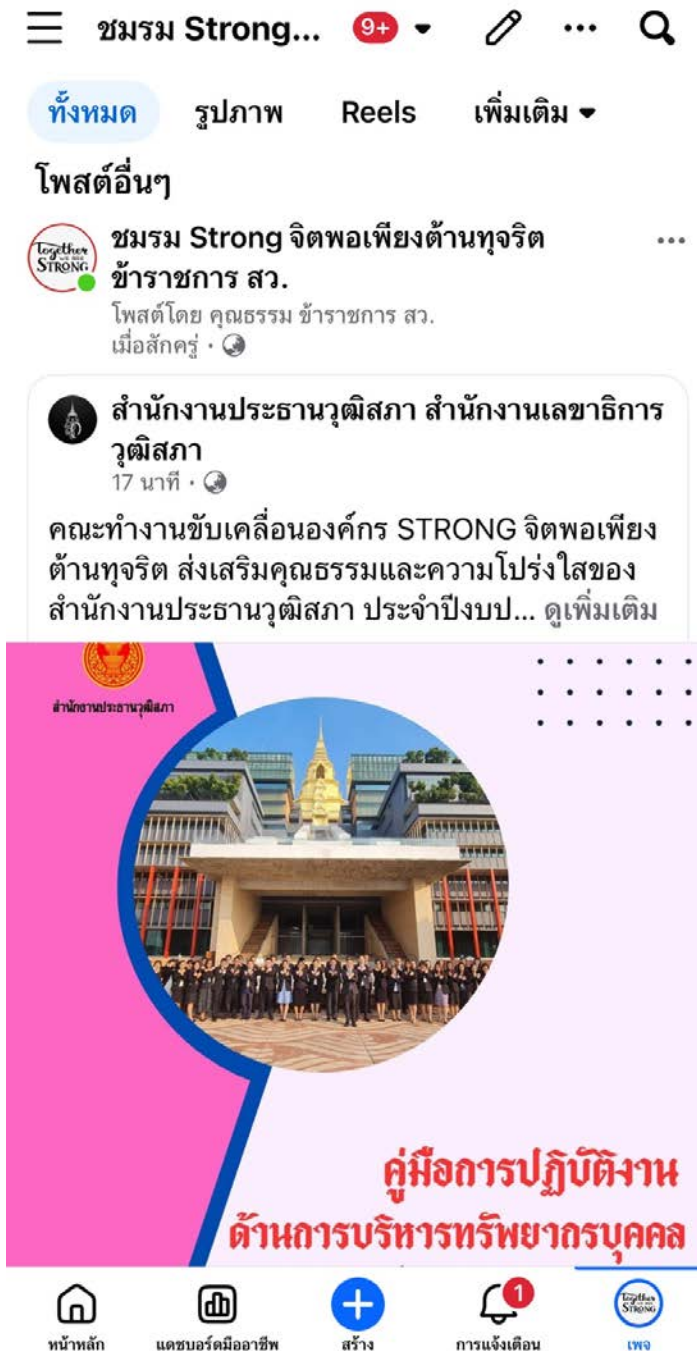 ชมรม Strong... 9+
ทั้งหมด รูปภาพ Reels เพิ่มเติม
โพสต์อื่นๆ
Together
WE ARE
STRONG
ชมรม Strong จิตพอเพียงต้านทุจริต
ข้าราชการ สว.
โพสต์โดย คุณธรรม ข้าราชการ สว.
เมื่อสักครู่ ·
สำนักงานประธานวุฒิสภา สำนักงานเลขาธิการ
วุฒิสภา
17 นาที ·
คณะทำงานขับเคลื่อนองค์กร STRONG จิตพอเพียง
ต้านทุจริต ส่งเสริมคุณธรรมและความโปร่งใสของ
สำนักงานประธานวุฒิสภา ประจำปีงบป... ดูเพิ่มเติม
สำนักงานประธานวุฒิสภา
คู่มือการปฏิบัติงาน
ด้านการบริหารทรัพยากรบุคคล
1
Together
STRONG
หน้าหลัก แดชบอร์ดมืออาชีพ สร้าง การแจ้งเตือน เพจ